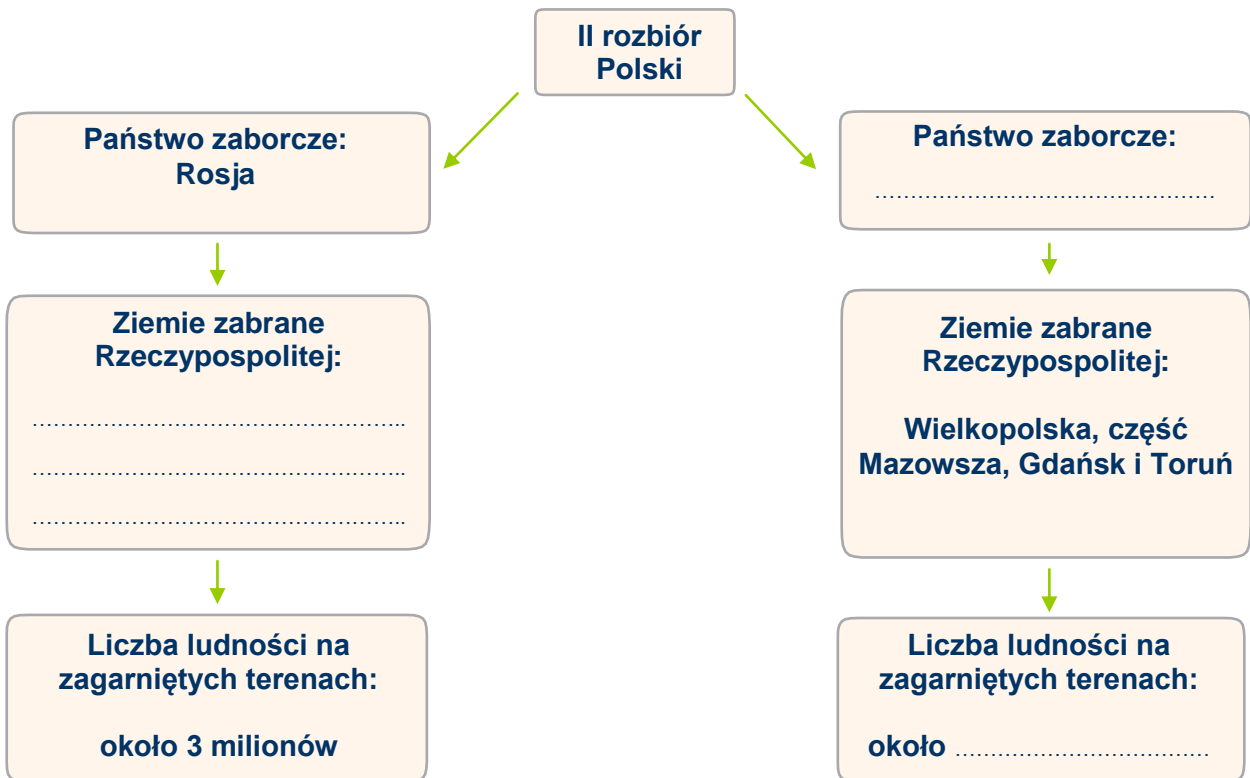 II rozbiór
Polski
Państwo zaborcze:
Rosja
Ziemie zabrane
Rzeczypospolitej:
…………………………………………..
…………………………………………..
…………………………………………..
Liczba ludności na
zagarniętych terenach:
około 3 milionów
Państwo zaborcze:
…………………………………………
Ziemie zabrane
Rzeczypospolitej:
Wielkopolska, część
Mazowsza, Gdańsk i Toruń
Liczba ludności na
zagarniętych terenach:
około ……………………………..